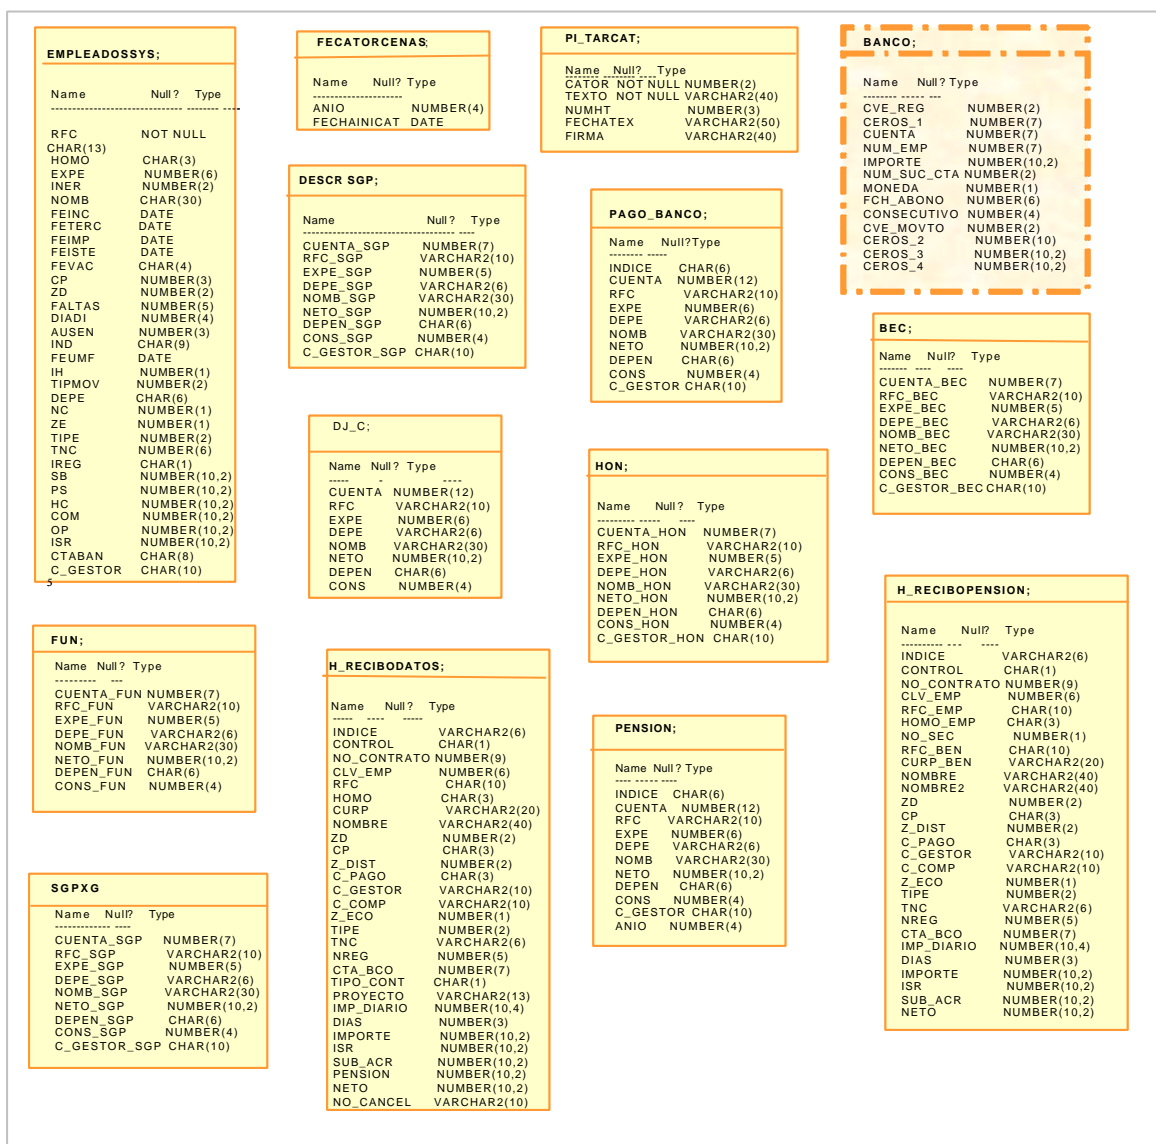 EMPLEADOSSYS;
Name Null? Type
------------------------------- -------- ----
RFC NOT NULL
CHAR(13)
HOMO CHAR(3)
EXPE NUMBER(6)
INER NUMBER(2)
NOMB CHAR(30)
FEINC DATE
FETERC DATE
FEIMP DATE
FEISTE DATE
FEVAC CHAR(4)
CP NUMBER(3)
ZD NUMBER(2)
FALTAS NUMBER(5)
DIADI NUMBER(4)
AUSEN NUMBER(3)
IND CHAR(9)
FEUMF DATE
IH NUMBER(1)
TIPMOV NUMBER(2)
DEPE CHAR(6)
NC NUMBER(1)
ZE NUMBER(1)
TIPE NUMBER(2)
TNC NUMBER(6)
IREG CHAR(1)
SB NUMBER(10,2)
PS NUMBER(10,2)
HC NUMBER(10,2)
COM NUMBER(10,2)
OP NUMBER(10,2)
ISR NUMBER(10,2)
CTABAN CHAR(8)
C_GESTOR CHAR(10)
5
FUN;
Name Null? Type
--------- ---
CUENTA_FUN NUMBER(7)
RFC_FUN VARCHAR2(10)
EXPE_FUN NUMBER(5)
DEPE_FUN VARCHAR2(6)
NOMB_FUN VARCHAR2(30)
NETO_FUN NUMBER(10,2)
DEPEN_FUN CHAR(6)
CONS_FUN NUMBER(4)
SGPXG
Name Null? Type
------------- ----
CUENTA_SGP NUMBER(7)
RFC_SGP VARCHAR2(10)
EXPE_SGP NUMBER(5)
DEPE_SGP VARCHAR2(6)
NOMB_SGP VARCHAR2(30)
NETO_SGP NUMBER(10,2)
DEPEN_SGP CHAR(6)
CONS_SGP NUMBER(4)
C_GESTOR_SGP CHAR(10)
FECATORCENAS;
Name Null? Type
---------------------
ANIO NUMBER(4)
FECHAINICAT DATE
DESCR SGP;
Name Null? Type
----------------------------------- ----
CUENTA_SGP NUMBER(7)
RFC_SGP VARCHAR2(10)
EXPE_SGP NUMBER(5)
DEPE_SGP VARCHAR2(6)
NOMB_SGP VARCHAR2(30)
NETO_SGP NUMBER(10,2)
DEPEN_SGP CHAR(6)
CONS_SGP NUMBER(4)
C_GESTOR_SGP CHAR(10)
DJ_C;
Name Null? Type
----- - ----
CUENTA NUMBER(12)
RFC VARCHAR2(10)
EXPE NUMBER(6)
DEPE VARCHAR2(6)
NOMB VARCHAR2(30)
NETO NUMBER(10,2)
DEPEN CHAR(6)
CONS NUMBER(4)
H_RECIBODATOS;
Name Null? Type
----- ---- -----
INDICE VARCHAR2(6)
CONTROL CHAR(1)
NO_CONTRATO NUMBER(9)
CLV_EMP NUMBER(6)
RFC CHAR(10)
HOMO CHAR(3)
CURP VARCHAR2(20)
NOMBRE VARCHAR2(40)
ZD NUMBER(2)
CP CHAR(3)
Z_DIST NUMBER(2)
C_PAGO CHAR(3)
C_GESTOR VARCHAR2(10)
C_COMP VARCHAR2(10)
Z_ECO NUMBER(1)
TIPE NUMBER(2)
TNC VARCHAR2(6)
NREG NUMBER(5)
CTA_BCO NUMBER(7)
TIPO_CONT CHAR(1)
PROYECTO VARCHAR2(13)
IMP_DIARIO NUMBER(10,4)
DIAS NUMBER(3)
IMPORTE NUMBER(10,2)
ISR NUMBER(10,2)
SUB_ACR NUMBER(10,2)
PENSION NUMBER(10,2)
NETO NUMBER(10,2)
NO_CANCEL VARCHAR2(10)
PI_TARCAT;
Name Null? Type
CATOR NOT NULL NUMBER(2)
TEXTO NOT NULL VARCHAR2(40)
NUMHT NUMBER(3)
FECHATEX VARCHAR2(50)
FIRMA VARCHAR2(40)
PAGO_BANCO;
Name Null?Type
-------- -----
INDICE CHAR(6)
CUENTA NUMBER(12)
RFC VARCHAR2(10)
EXPE NUMBER(6)
DEPE VARCHAR2(6)
NOMB VARCHAR2(30)
NETO NUMBER(10,2)
DEPEN CHAR(6)
CONS NUMBER(4)
C_GESTOR CHAR(10)
HON;
Name Null? Type
--------- ----- ----
CUENTA_HON NUMBER(7)
RFC_HON VARCHAR2(10)
EXPE_HON NUMBER(5)
DEPE_HON VARCHAR2(6)
NOMB_HON VARCHAR2(30)
NETO_HON NUMBER(10,2)
DEPEN_HON CHAR(6)
CONS_HON NUMBER(4)
C_GESTOR_HON CHAR(10)
PENSION;
Name Null? Type
---- ----- ----
INDICE CHAR(6)
CUENTA NUMBER(12)
RFC VARCHAR2(10)
EXPE NUMBER(6)
DEPE VARCHAR2(6)
NOMB VARCHAR2(30)
NETO NUMBER(10,2)
DEPEN CHAR(6)
CONS NUMBER(4)
C_GESTOR CHAR(10)
ANIO NUMBER(4)
BANCO;
Name Null? Type
-------- ----- ---
CVE_REG NUMBER(2)
CEROS_1 NUMBER(7)
CUENTA NUMBER(7)
NUM_EMP NUMBER(7)
IMPORTE NUMBER(10,2)
NUM_SUC_CTA NUMBER(2)
MONEDA NUMBER(1)
FCH_ABONO NUMBER(6)
CONSECUTIVO NUMBER(4)
CVE_MOVTO NUMBER(2)
CEROS_2 NUMBER(10)
CEROS_3 NUMBER(10,2)
CEROS_4 NUMBER(10,2)
BEC;
Name Null? Type
------- ---- ----
CUENTA_BEC NUMBER(7)
RFC_BEC VARCHAR2(10)
EXPE_BEC NUMBER(5)
DEPE_BEC VARCHAR2(6)
NOMB_BEC VARCHAR2(30)
NETO_BEC NUMBER(10,2)
DEPEN_BEC CHAR(6)
CONS_BEC NUMBER(4)
C_GESTOR_BEC CHAR(10)
H_RECIBOPENSION;
Name Null? Type
---------- --- ----
INDICE VARCHAR2(6)
CONTROL CHAR(1)
NO_CONTRATO NUMBER(9)
CLV_EMP NUMBER(6)
RFC_EMP CHAR(10)
HOMO_EMP CHAR(3)
NO_SEC NUMBER(1)
RFC_BEN CHAR(10)
CURP_BEN VARCHAR2(20)
NOMBRE VARCHAR2(40)
NOMBRE2 VARCHAR2(40)
ZD NUMBER(2)
CP CHAR(3)
Z_DIST NUMBER(2)
C_PAGO CHAR(3)
C_GESTOR VARCHAR2(10)
C_COMP VARCHAR2(10)
Z_ECO NUMBER(1)
TIPE NUMBER(2)
TNC VARCHAR2(6)
NREG NUMBER(5)
CTA_BCO NUMBER(7)
IMP_DIARIO NUMBER(10,4)
DIAS NUMBER(3)
IMPORTE NUMBER(10,2)
ISR NUMBER(10,2)
SUB_ACR NUMBER(10,2)
NETO NUMBER(10,2)